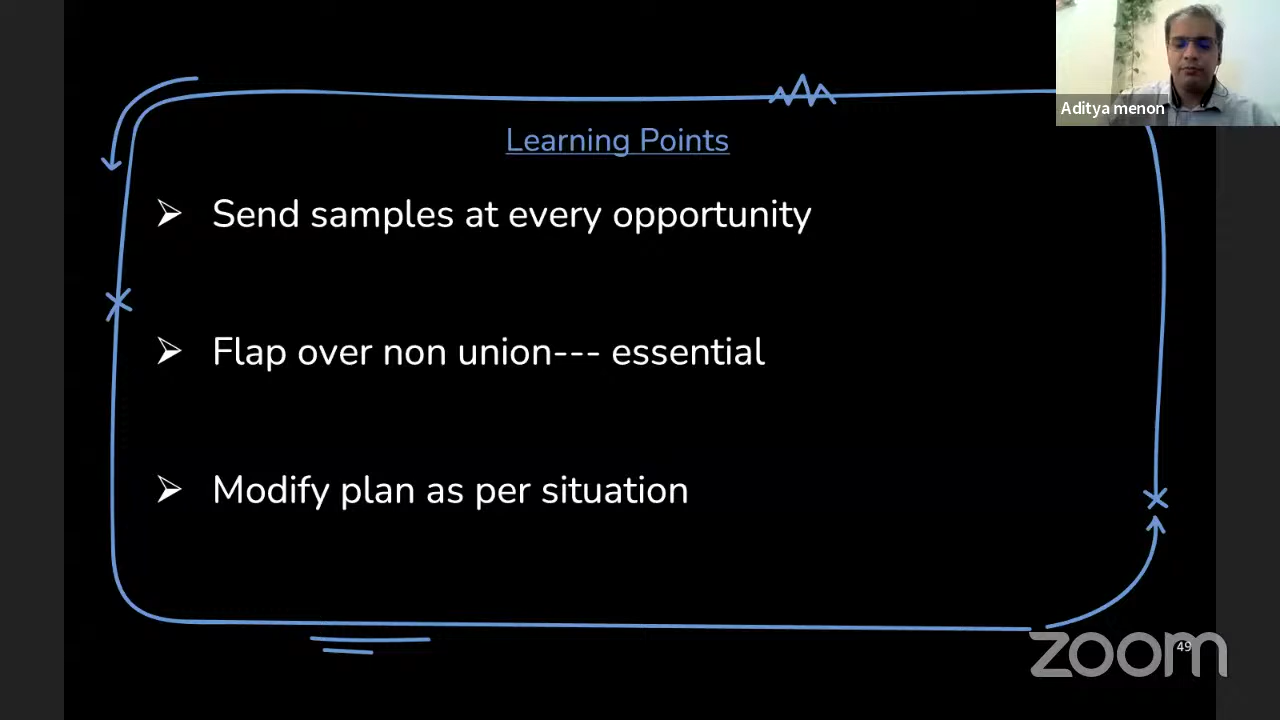 Aditya menon
Learning Points
Send samples at every opportunity
Flap over non union--- essential
Modify plan as per situation
49
zoom